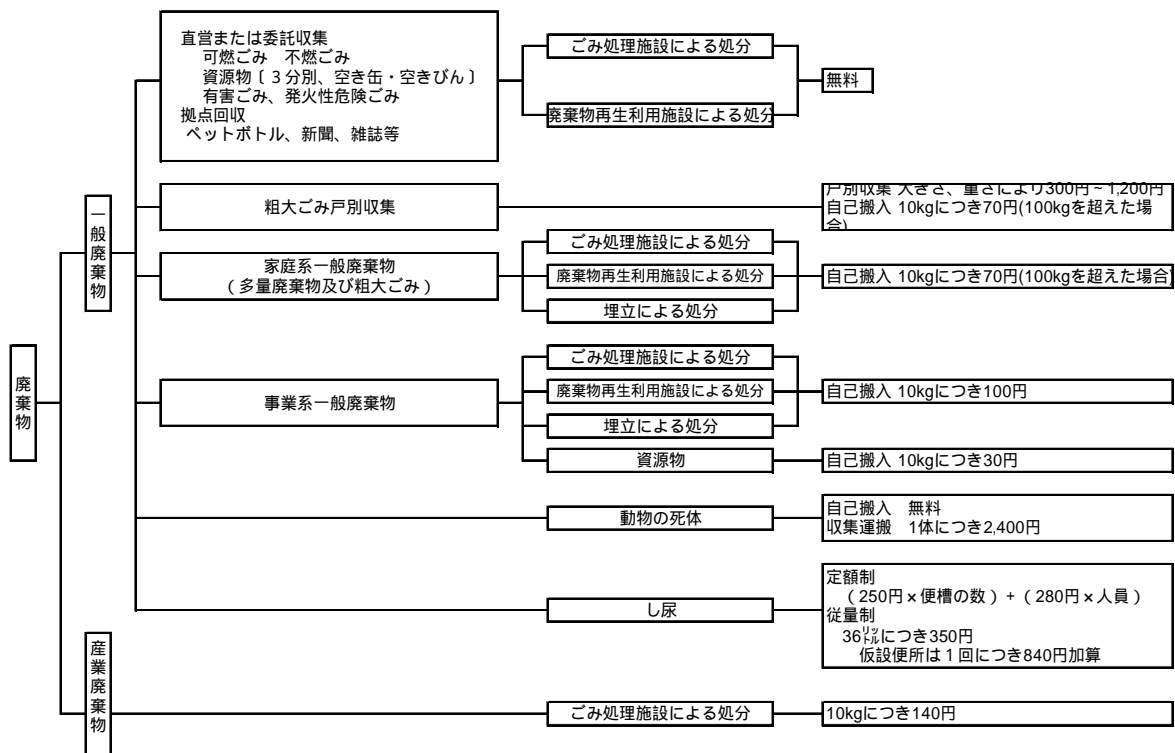 廃棄物
一般廃棄物
直営または委託収集
可燃ごみ 不燃ごみ
資源物〔３分別、空き缶・空きびん〕
有害ごみ、発火性危険ごみ
拠点回収
ペットボトル、新聞、雑誌等
ごみ処理施設による処分
廃棄物再生利用施設による処分
無料
粗大ごみ戸別収集
戸別収集 大きさ、重さにより300円~1,200円
自己搬入 10kgにつき70円(100kgを超えた場
合)
家庭系一般廃棄物
（多量廃棄物及び粗大ごみ）
ごみ処理施設による処分
廃棄物再生利用施設による処分
埋立による処分
自己搬入 10kgにつき70円(100kgを超えた場合)
事業系一般廃棄物
ごみ処理施設による処分
廃棄物再生利用施設による処分
埋立による処分
自己搬入 10kgにつき100円
資源物
自己搬入 10kgにつき30円
動物の死体
自己搬入 無料
収集運搬 1体につき2,400円
し尿
定額制
（250円×便槽の数）+（280円×人員）
従量制
36㍑につき350円
仮設便所は１回につき840円加算
産業廃棄物
ごみ処理施設による処分
10kgにつき140円